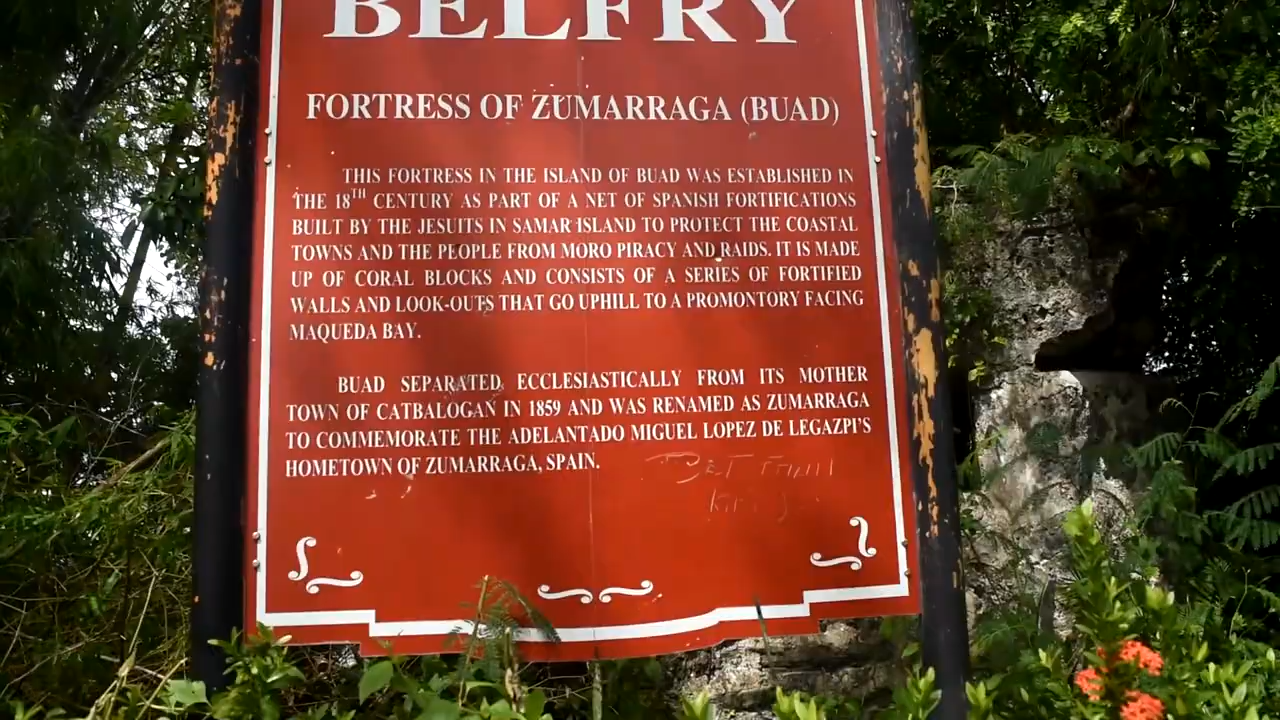 BELFRY
FORTRESS OF ZUMARRAGA (BUAD)
THIS FORTRESS IN THE ISLAND OF BUAD WAS ESTABLISHED IN
THE 18TH CENTURY AS PART OF A NET OF SPANISH FORTIFICATIONS
BUILT BY THE JESUITS IN SAMAR ISLAND TO PROTECT THE COASTAL
TOWNS AND THE PEOPLE FROM MORO PIRACY AND RAIDS. IT IS MADE
UP OF CORAL BLOCKS AND CONSISTS OF A SERIES OF FORTIFIED
WALLS AND LOOK-OUTS THAT GO UPHILL TO A PROMONTORY FACING
MAQUEDA BAY.
BUAD SEPARATED ECCLESIASTICALLY FROM ITS MOTHER
TOWN OF CATBALOGAN IN 1859 AND WAS RENAMED AS ZUMARRAGA
TO COMMEMORATE THE ADELANTADO MIGUEL LOPEZ DE LEGAZPI'S
HOMETOWN OF ZUMARRAGA, SPAIN.